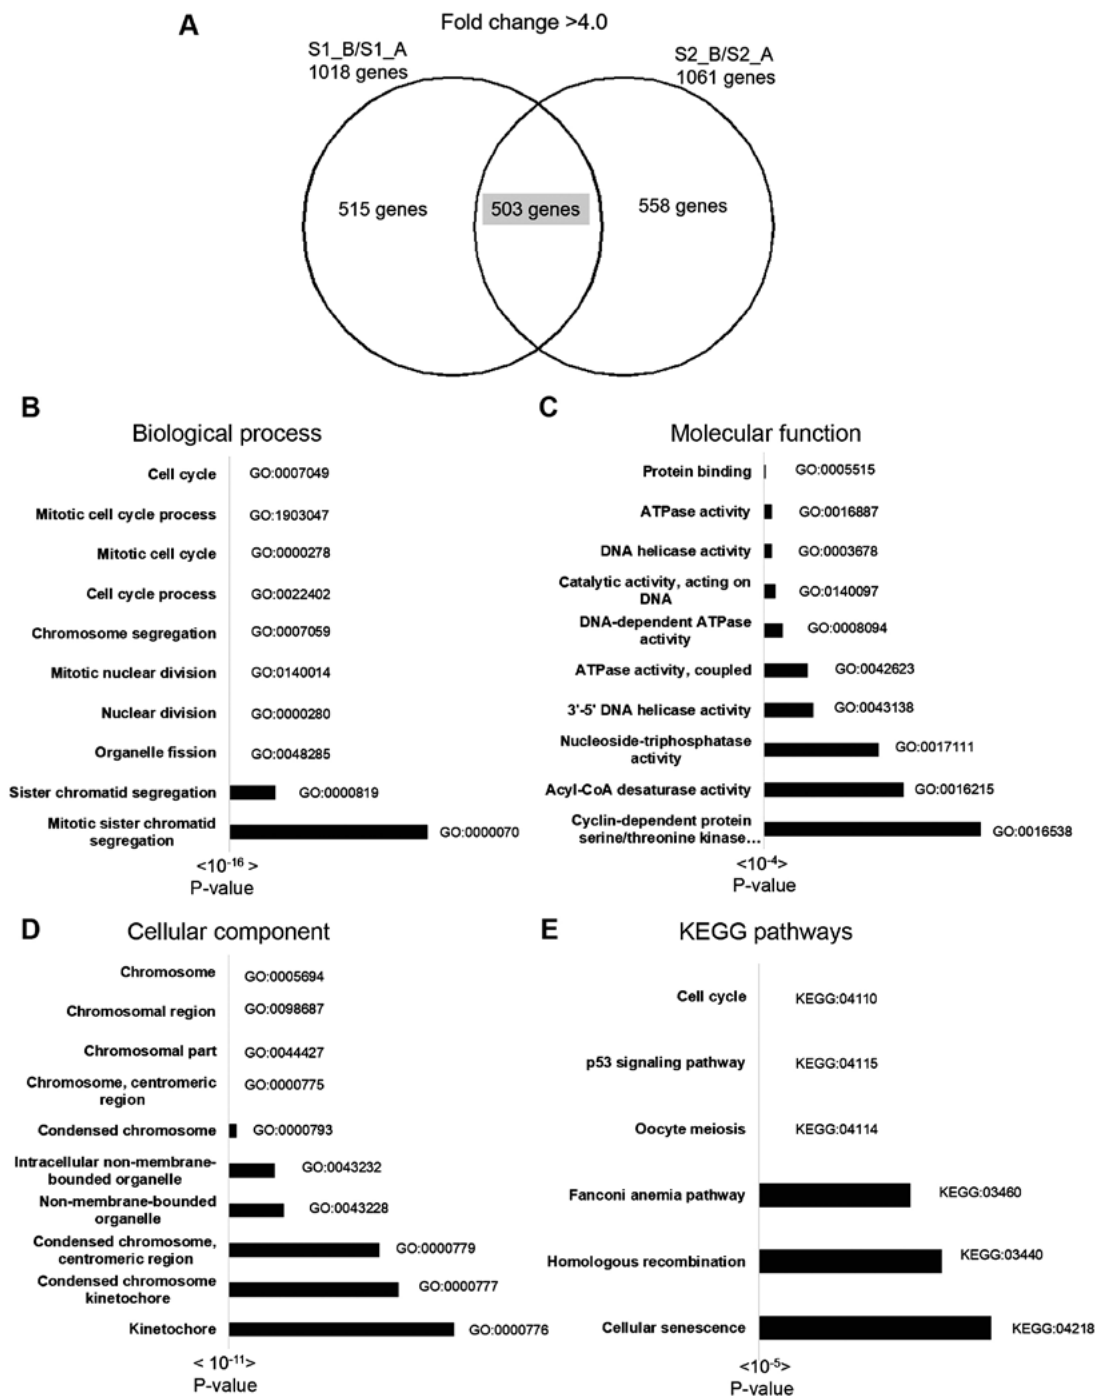 A
Fold change >4.0
S1_B/S1_A
1018 genes
S2_B/S2_A
1061 genes
515 genes
503 genes
558 genes
B
Biological process
Cell cycle
GO:0007049
Mitotic cell cycle process
GO:1903047
Mitotic cell cycle
GO:0000278
Cell cycle process
GO:0022402
Chromosome segregation
GO:0007059
Mitotic nuclear division
GO:0140014
Nuclear division
GO:0000280
Organelle fission
GO:0048285
Sister chromatid segregation
GO:0000819
Mitotic sister chromatid
segregation
GO:0000070
<10⁻¹⁶ >
P-value
C
Molecular function
Protein binding
GO:0005515
ATPase activity
GO:0016887
DNA helicase activity
GO:0003678
Catalytic activity, acting on
DNA
GO:0140097
DNA-dependent ATPase
activity
GO:0008094
ATPase activity, coupled
GO:0042623
3'-5' DNA helicase activity
GO:0043138
Nucleoside-triphosphatase
activity
GO:0017111
Acyl-CoA desaturase activity
GO:0016215
Cyclin-dependent protein
serine/threonine kinase...
GO:0016538
<10⁻⁴>
P-value
D
Cellular component
Chromosome
GO:0005694
Chromosomal region
GO:0098687
Chromosomal part
GO:0044427
Chromosome, centromeric
region
GO:0000775
Condensed chromosome
GO:0000793
Intracellular non-membrane-
bounded organelle
GO:0043232
Non-membrane-bounded
organelle
GO:0043228
Condensed chromosome,
centromeric region
GO:0000779
Condensed chromosome
kinetochore
GO:0000777
Kinetochore
GO:0000776
< 10⁻¹¹>
P-value
E
KEGG pathways
Cell cycle
KEGG:04110
p53 signaling pathway
KEGG:04115
Oocyte meiosis
KEGG:04114
Fanconi anemia pathway
KEGG:03460
Homologous recombination
KEGG:03440
Cellular senescence
KEGG:04218
<10⁻⁵>
P-value